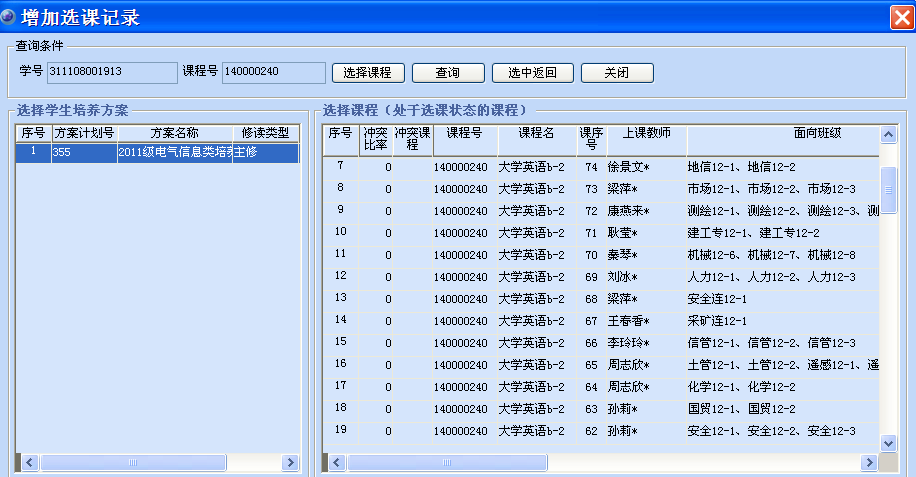 增加选课记录
查询条件
学号 311108001913 课程号 140000240 选择课程 查询 选中返回 关闭
选择学生培养方案
序号 方案计划号 方案名称 修读类型
1 355 2011级电气信息类培养 主修
选择课程（处于选课状态的课程）
序号 冲突比率 冲突课程 课程号 课程名 课序号 上课教师 面向班级
7 0 140000240 大学英语b-2 74 徐景文* 地信12-1、地信12-2
8 0 140000240 大学英语b-2 73 梁萍* 市场12-1、市场12-2、市场12-3
9 0 140000240 大学英语b-2 72 康燕来* 测绘12-1、测绘12-2、测绘12-3、测
10 0 140000240 大学英语b-2 71 耿莹* 建工专12-1、建工专12-2
11 0 140000240 大学英语b-2 70 秦琴* 机械12-6、机械12-7、机械12-8
12 0 140000240 大学英语b-2 69 刘冰* 人力12-1、人力12-2、人力12-3
13 0 140000240 大学英语b-2 68 梁萍* 安全连12-1
14 0 140000240 大学英语b-2 67 王春香* 采矿连12-1
15 0 140000240 大学英语b-2 66 李玲玲* 信管12-1、信管12-2、信管12-3
16 0 140000240 大学英语b-2 65 周志欣* 土管12-1、土管12-2、遥感12-1、遥
17 0 140000240 大学英语b-2 64 周志欣* 化学12-1、化学12-2
18 0 140000240 大学英语b-2 63 孙莉* 国贸12-1、国贸12-2
19 0 140000240 大学英语b-2 62 孙莉* 安全12-1、安全12-2、安全12-3